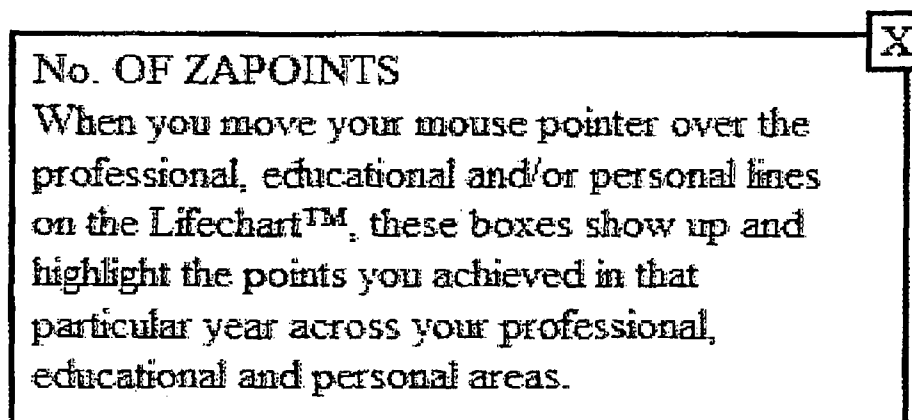 X
No. OF ZAPOINTS
When you move your mouse pointer over the
professional, educational and/or personal lines
on the Lifechart™, these boxes show up and
highlight the points you achieved in that
particular year across your professional,
educational and personal areas.